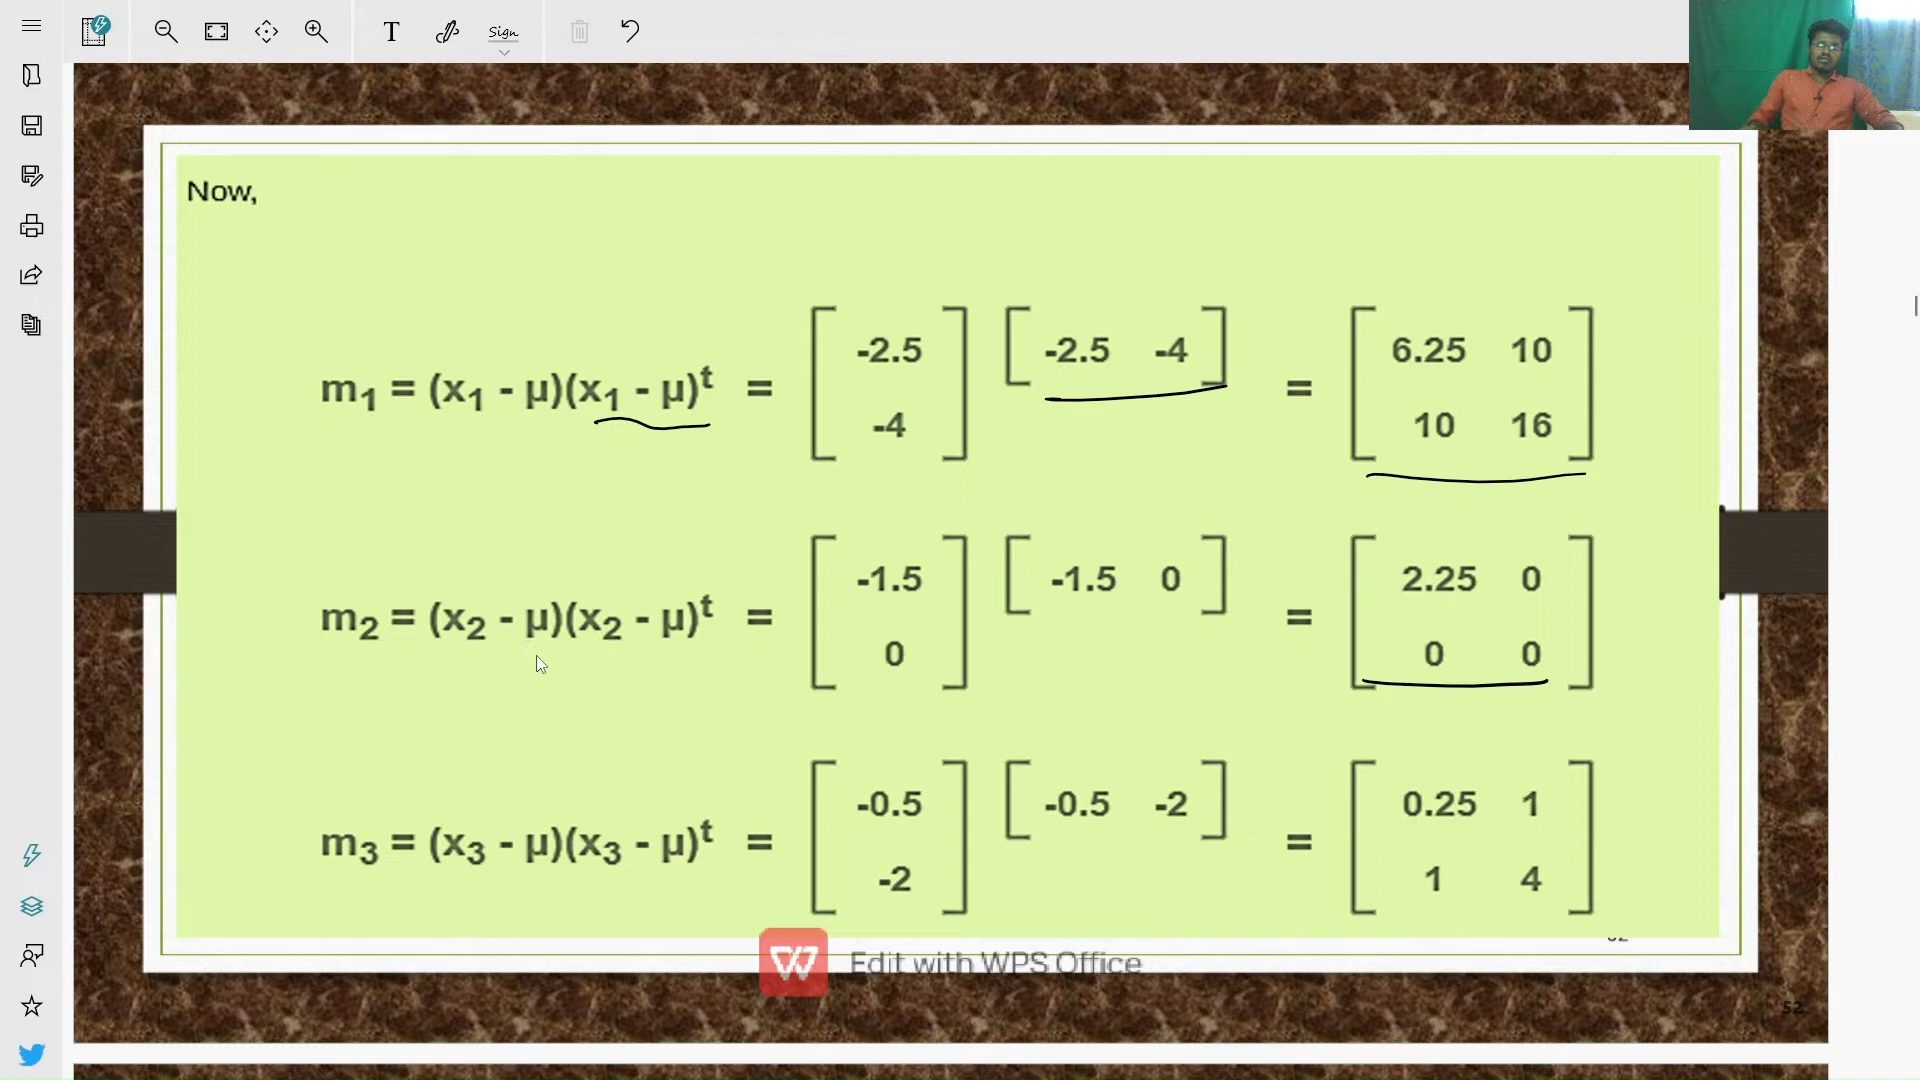 Sign
Now,
m₁ = (x₁ - μ)(x₁ - μ)ᵗ = [ -2.5 ] [ -2.5 -4 ] = [ 6.25 10 ]
[ -4 ] [ 10 16 ]
m₂ = (x₂ - μ)(x₂ - μ)ᵗ = [ -1.5 ] [ -1.5 0 ] = [ 2.25 0 ]
[ 0 ] [ 0 0 ]
m₃ = (x₃ - μ)(x₃ - μ)ᵗ = [ -0.5 ] [ -0.5 -2 ] = [ 0.25 1 ]
[ -2 ] [ 1 4 ]
Edit with WPS Office
52